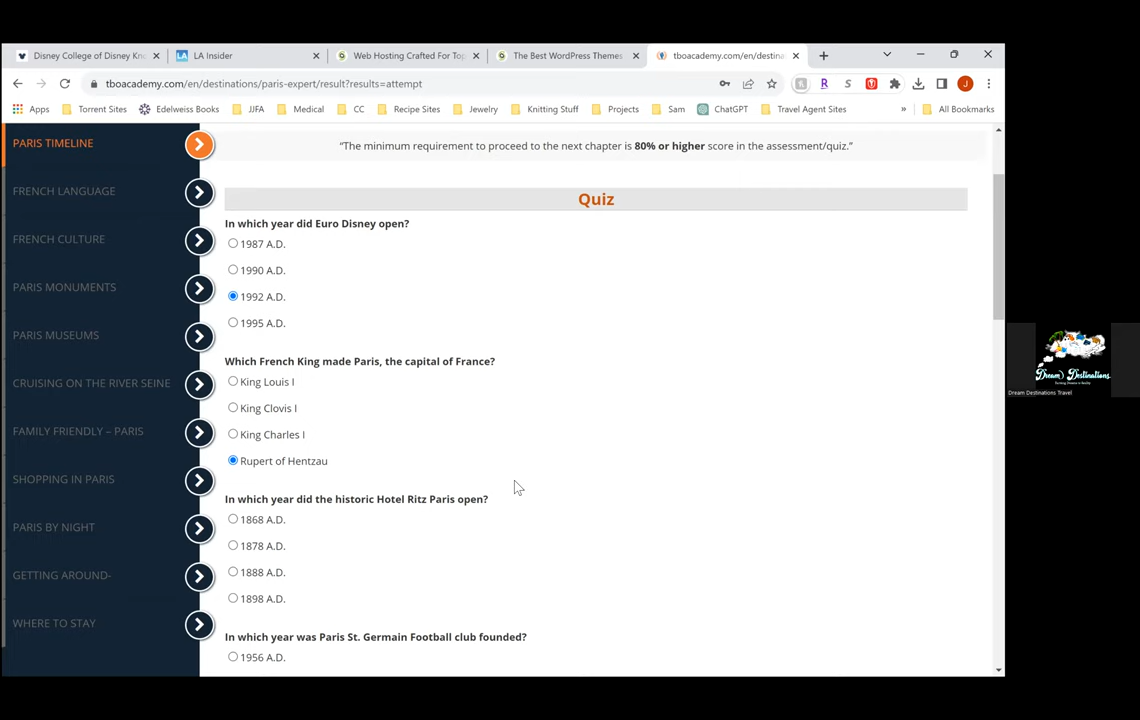 Disney College of Disney Kno
LA Insider
Web Hosting Crafted For Top
The Best WordPress Themes
tboacademy.com/en/destina
tboacademy.com/en/destinations/paris-expert/result?results=attempt
Apps
Torrent Sites
Edelweiss Books
JJFA
Medical
CC
Recipe Sites
Jewelry
Knitting Stuff
Projects
Sam
ChatGPT
Travel Agent Sites
»
All Bookmarks
PARIS TIMELINE
FRENCH LANGUAGE
FRENCH CULTURE
PARIS MONUMENTS
PARIS MUSEUMS
CRUISING ON THE RIVER SEINE
FAMILY FRIENDLY – PARIS
SHOPPING IN PARIS
PARIS BY NIGHT
GETTING AROUND-
WHERE TO STAY
“The minimum requirement to proceed to the next chapter is 80% or higher score in the assessment/quiz.”
Quiz
In which year did Euro Disney open?
1987 A.D.
1990 A.D.
1992 A.D.
1995 A.D.
Which French King made Paris, the capital of France?
King Louis I
King Clovis I
King Charles I
Rupert of Hentzau
In which year did the historic Hotel Ritz Paris open?
1868 A.D.
1878 A.D.
1888 A.D.
1898 A.D.
In which year was Paris St. Germain Football club founded?
1956 A.D.
Dream Destinations
Dream Destinations Travel